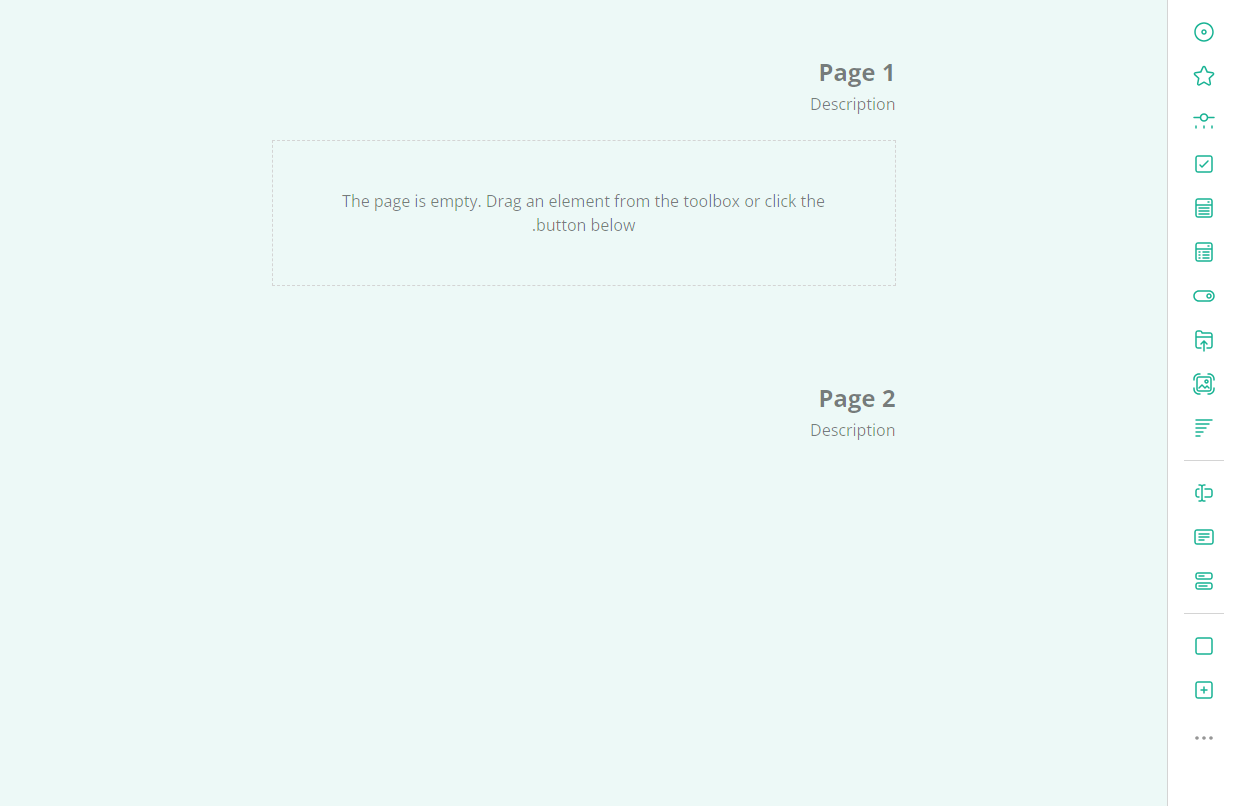 Page 1
Description
The page is empty. Drag an element from the toolbox or click the
.button below
Page 2
Description